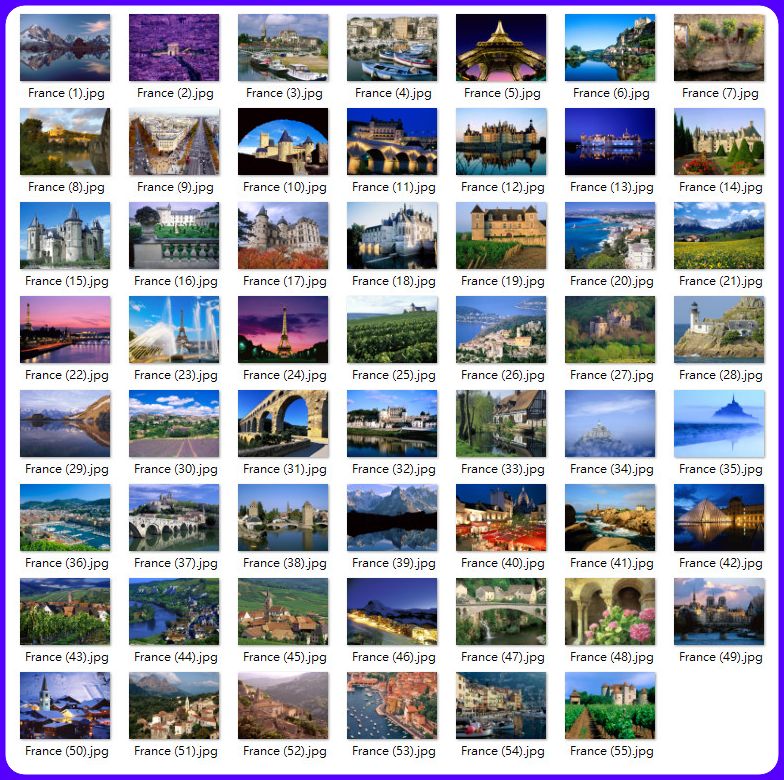 France (1).jpg France (2).jpg France (3).jpg France (4).jpg France (5).jpg France (6).jpg France (7).jpg
France (8).jpg France (9).jpg France (10).jpg France (11).jpg France (12).jpg France (13).jpg France (14).jpg
France (15).jpg France (16).jpg France (17).jpg France (18).jpg France (19).jpg France (20).jpg France (21).jpg
France (22).jpg France (23).jpg France (24).jpg France (25).jpg France (26).jpg France (27).jpg France (28).jpg
France (29).jpg France (30).jpg France (31).jpg France (32).jpg France (33).jpg France (34).jpg France (35).jpg
France (36).jpg France (37).jpg France (38).jpg France (39).jpg France (40).jpg France (41).jpg France (42).jpg
France (43).jpg France (44).jpg France (45).jpg France (46).jpg France (47).jpg France (48).jpg France (49).jpg
France (50).jpg France (51).jpg France (52).jpg France (53).jpg France (54).jpg France (55).jpg